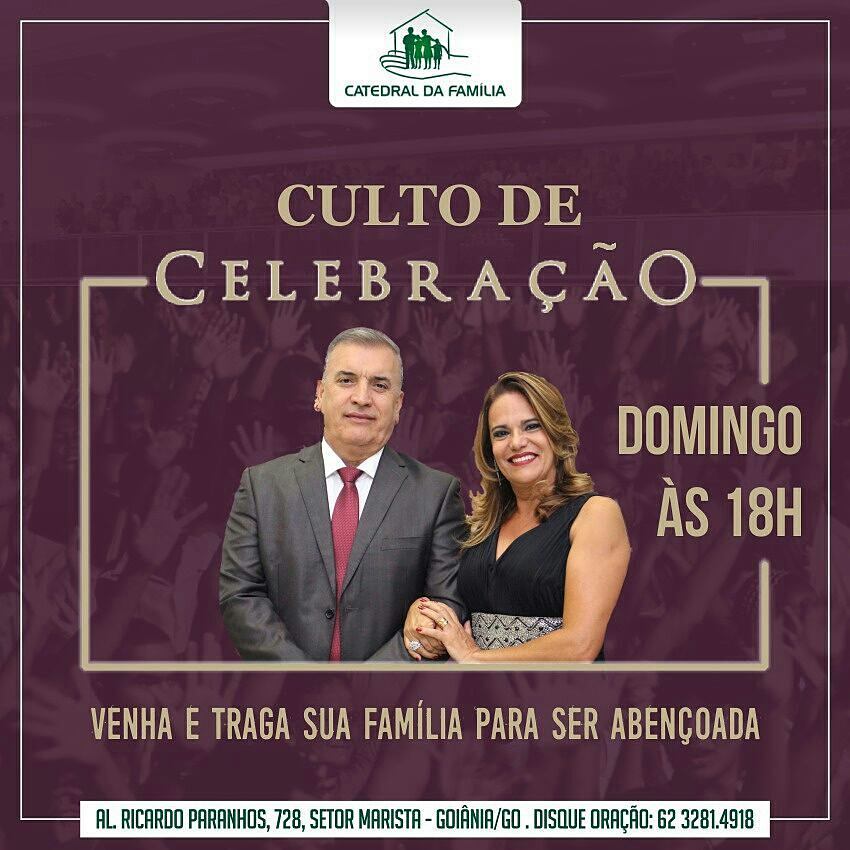 CATEDRAL DA FAMÍLIA
CULTO DE
CELEBRAÇÃO
DOMINGO
ÀS 18H
VENHA E TRAGA SUA FAMÍLIA PARA SER ABENÇOADA
AL. RICARDO PARANHOS, 728, SETOR MARISTA - GOIÂNIA/GO . DISQUE ORAÇÃO: 62 3281.4918